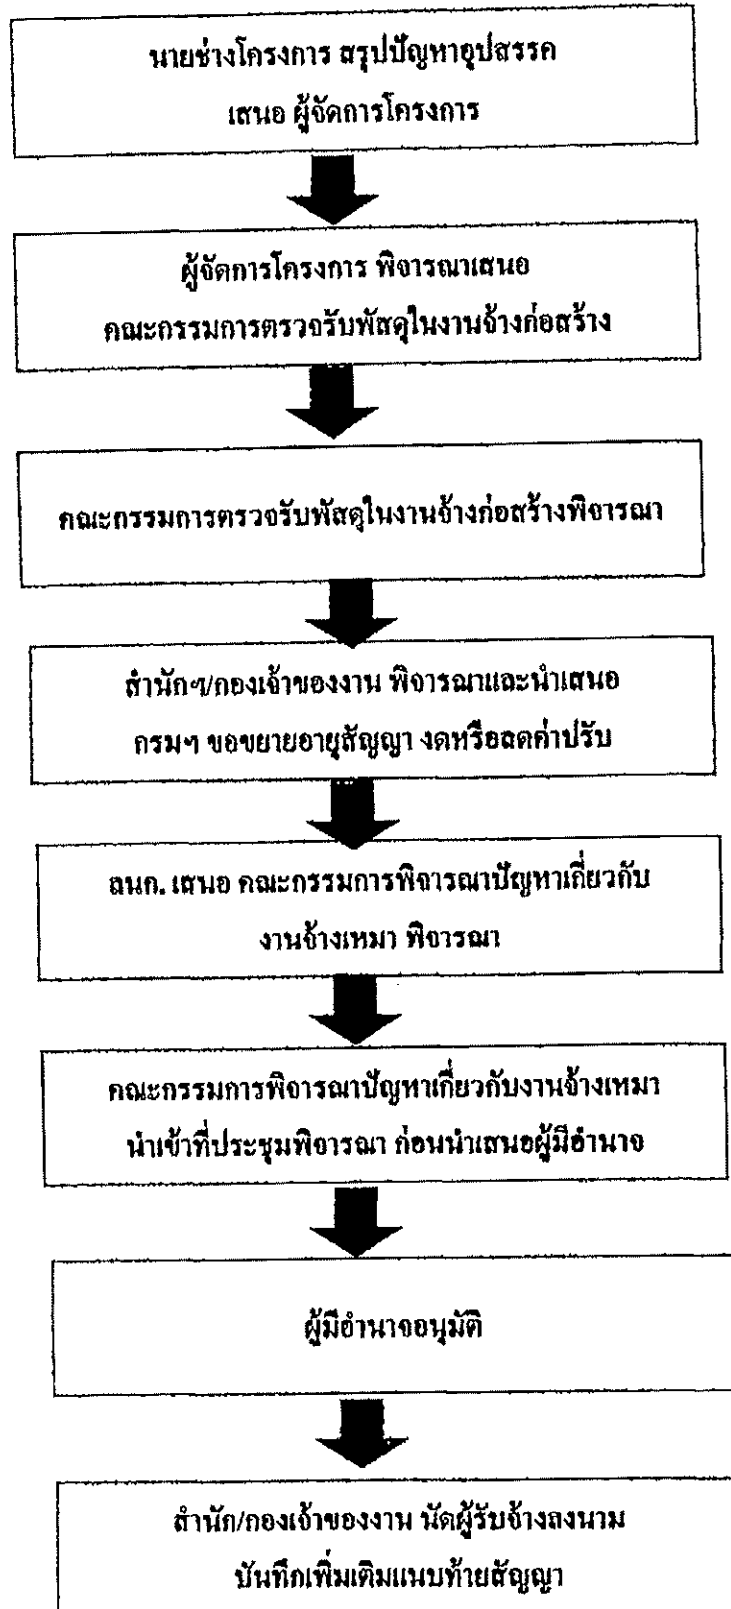 นายช่างโครงการ สรุปปัญหาอุปสรรค
เสนอ ผู้จัดการโครงการ
ผู้จัดการโครงการ พิจารณาเสนอ
คณะกรรมการตรวจรับพัสดุในงานจ้างก่อสร้าง
คณะกรรมการตรวจรับพัสดุในงานจ้างก่อสร้างพิจารณา
สำนักฯ/กองเจ้าของงาน พิจารณาและนำเสนอ
กรมฯ ขอขยายอายุสัญญา งดหรือลดค่าปรับ
ลนก. เสนอ คณะกรรมการพิจารณาปัญหาเกี่ยวกับ
งานจ้างเหมา พิจารณา
คณะกรรมการพิจารณาปัญหาเกี่ยวกับงานจ้างเหมา
นำเข้าที่ประชุมพิจารณา ก่อนนำเสนอผู้มีอำนาจ
ผู้มีอำนาจอนุมัติ
สำนัก/กองเจ้าของงาน นัดผู้รับจ้างลงนาม
บันทึกเพิ่มเติมแนบท้ายสัญญา